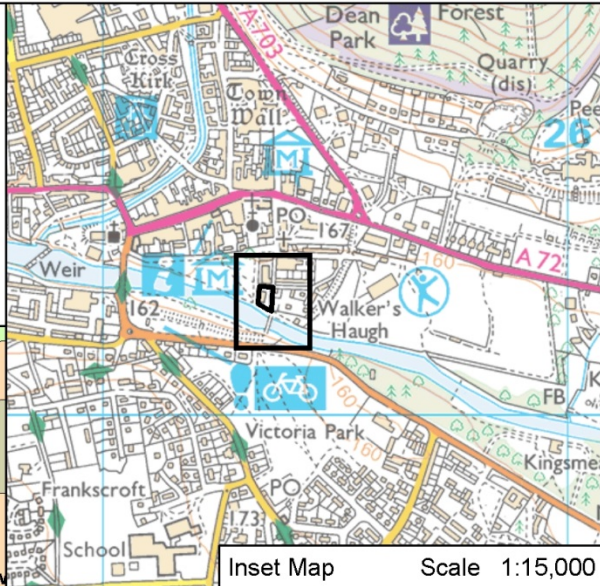 A 703
Dean
Park
Forest
Cross
Kirk
Quarry
(dis)
Town
Wall
Pee
26
M
PO
167
160
A 72
Weir
i
M
162
Walker's
Haugh
160
FB
K
Victoria Park
160
Kingsmea
Frankscroft
PO
173
School
Inset Map Scale 1:15,000